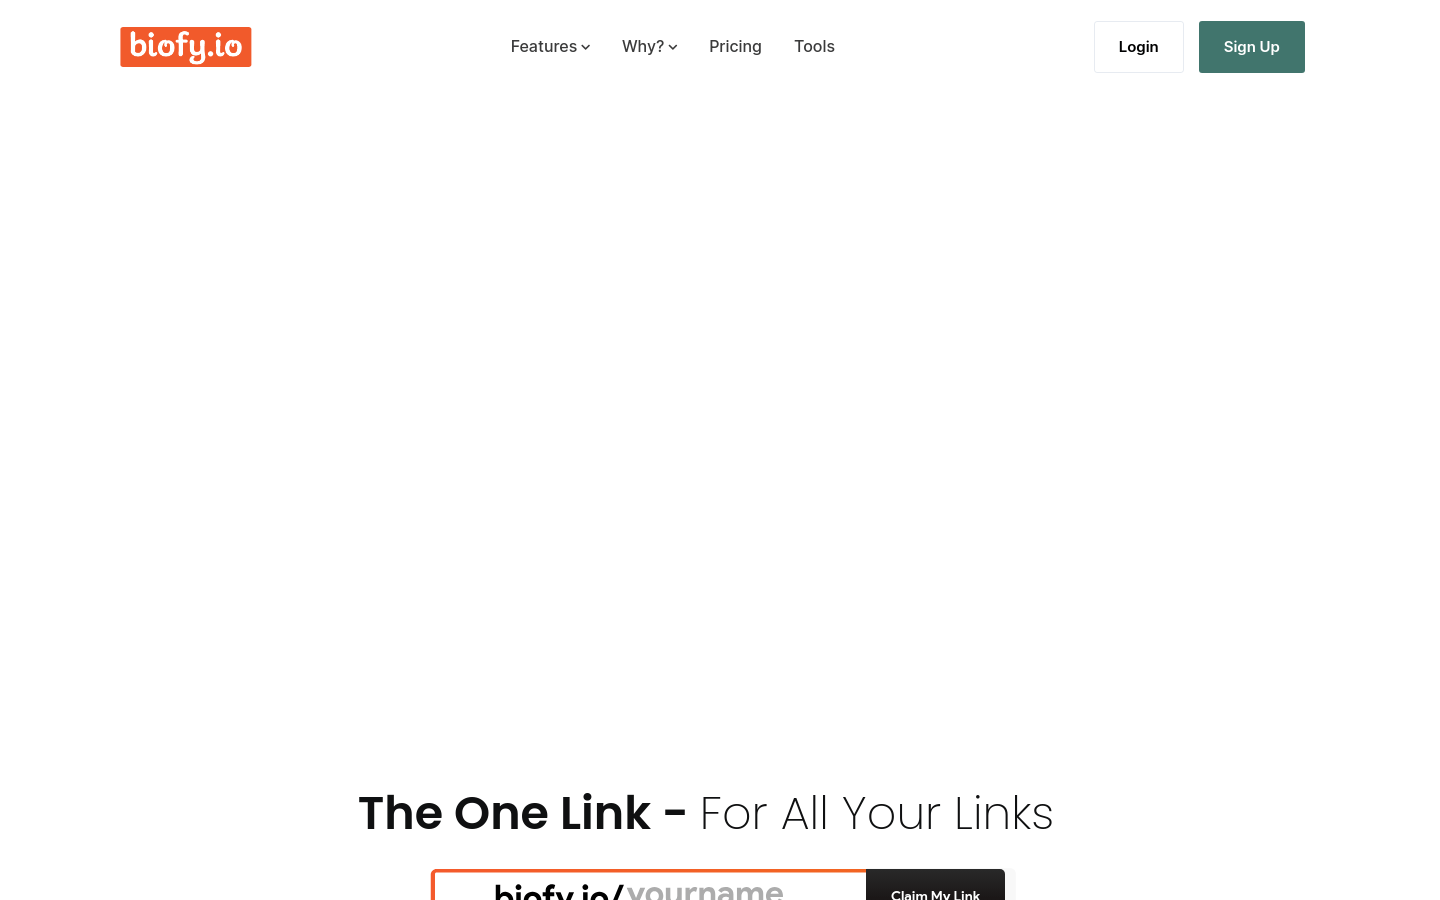 biofy.io
Features
Why?
Pricing
Tools
Login
Sign Up
The One Link - For All Your Links
biofy.io/yourname
Claim My Link